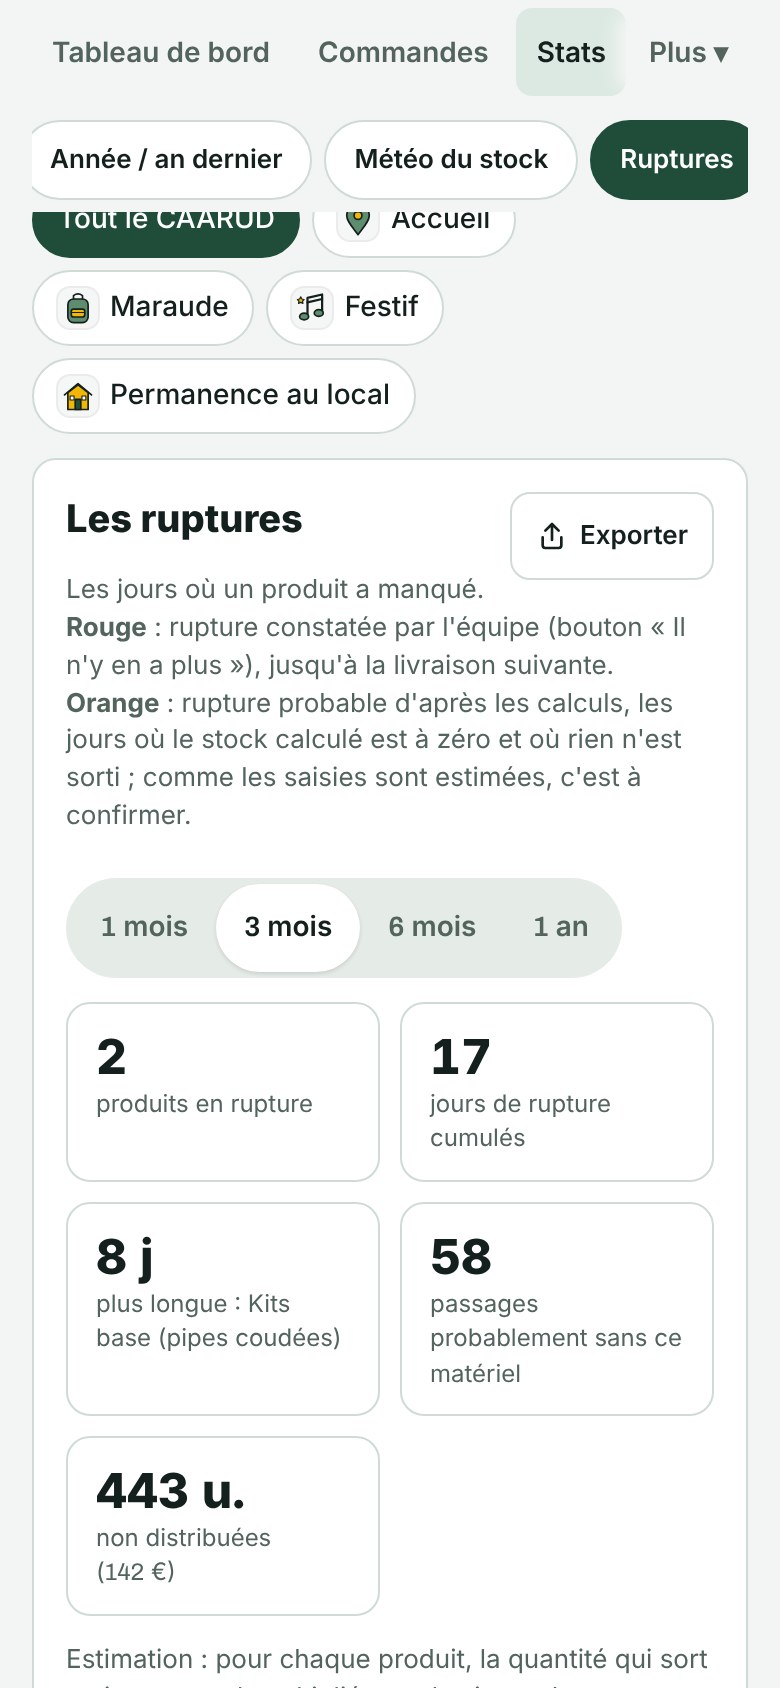 Tableau de bord
Commandes
Stats
Plus ▾
Année / an dernier
Météo du stock
Ruptures
Tout le CAARUD
Accueil
Maraude
Festif
Permanence au local
Les ruptures
Exporter
Les jours où un produit a manqué.
Rouge : rupture constatée par l'équipe (bouton « Il
n'y en a plus »), jusqu'à la livraison suivante.
Orange : rupture probable d'après les calculs, les
jours où le stock calculé est à zéro et où rien n'est
sorti ; comme les saisies sont estimées, c'est à
confirmer.
1 mois
3 mois
6 mois
1 an
2
produits en rupture
17
jours de rupture
cumulés
8 j
plus longue : Kits
base (pipes coudées)
58
passages
probablement sans ce
matériel
443 u.
non distribuées
(142 €)
Estimation : pour chaque produit, la quantité qui sort